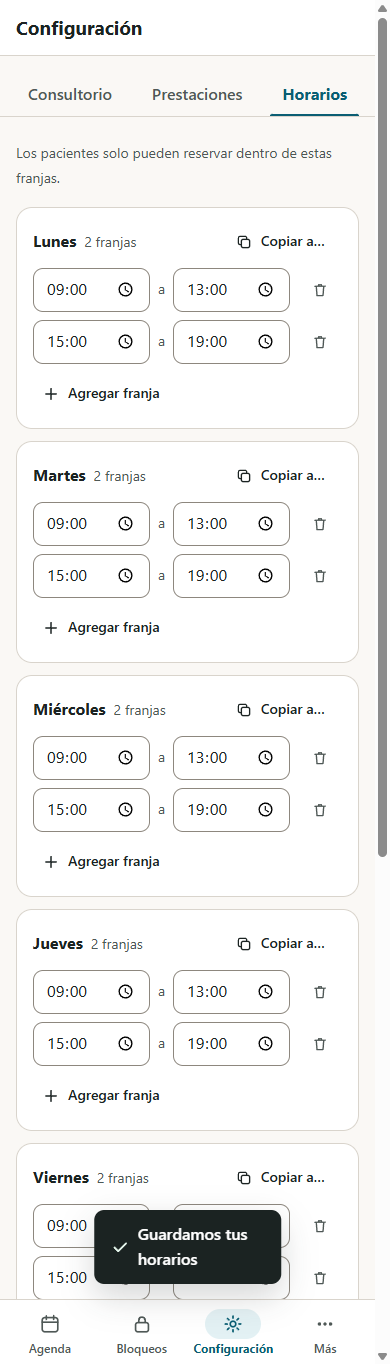 Configuración
Consultorio Prestaciones Horarios
Los pacientes solo pueden reservar dentro de estas
franjas.
Lunes 2 franjas Copiar a...
09:00 a 13:00
15:00 a 19:00
+ Agregar franja
Martes 2 franjas Copiar a...
09:00 a 13:00
15:00 a 19:00
+ Agregar franja
Miércoles 2 franjas Copiar a...
09:00 a 13:00
15:00 a 19:00
+ Agregar franja
Jueves 2 franjas Copiar a...
09:00 a 13:00
15:00 a 19:00
+ Agregar franja
Viernes 2 franjas Copiar a...
09:00
15:00
Guardamos tus
horarios
Agenda Bloqueos Configuración Más